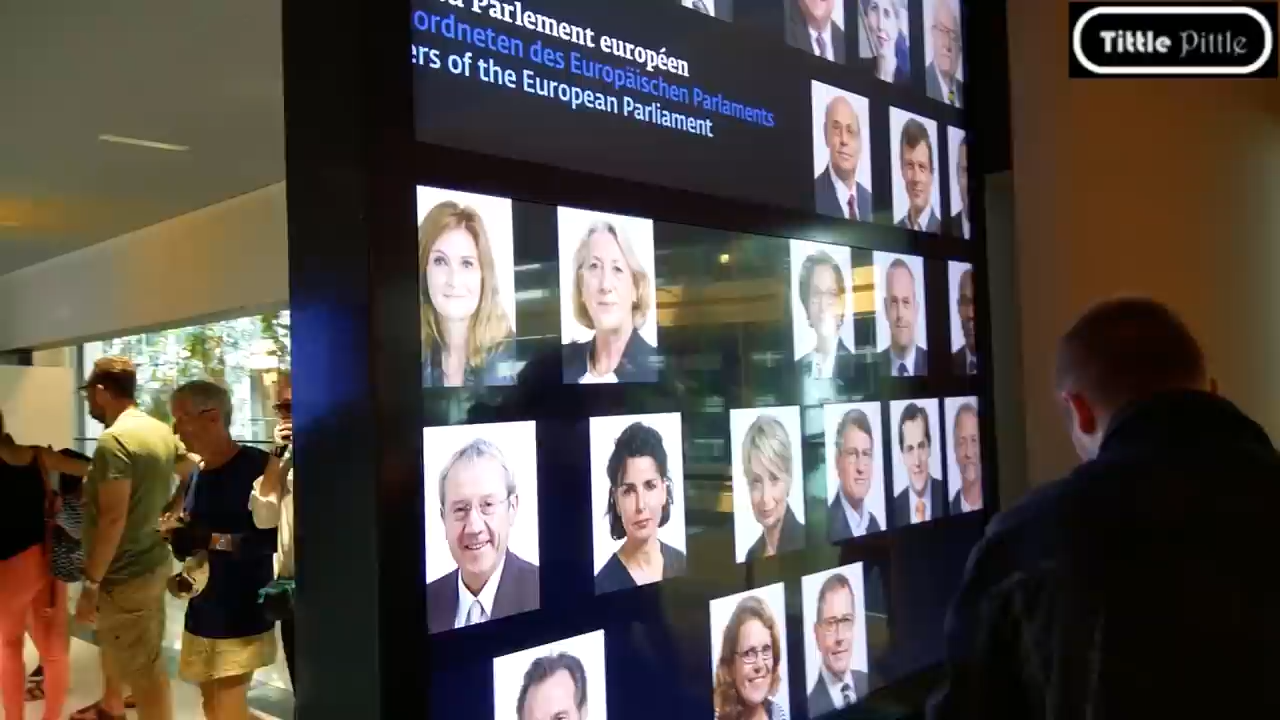 Parlement européen
ordneten des Europäischen Parlaments
ers of the European Parliament
Tittle Pittle